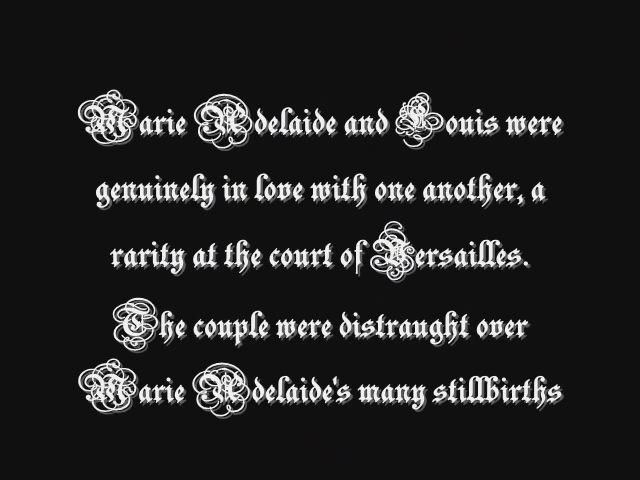 Marie Adelaide and Louis were
genuinely in love with one another, a
rarity at the court of Versailles.
The couple were distraught over
Marie Adelaide's many stillbirths